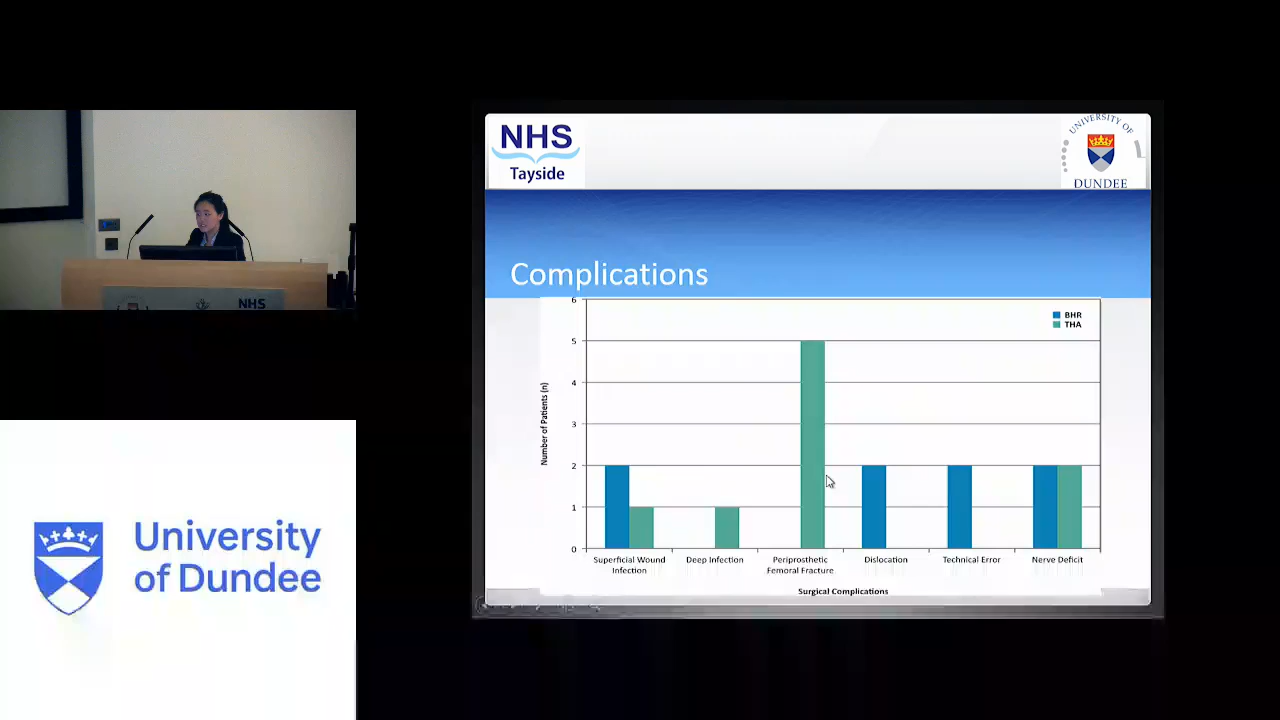 NHS
NHS
Tayside
UNIVERSITY OF
DUNDEE
Complications
6
5
4
3
2
1
0
Number of Patients (n)
BHR
THA
Superficial Wound
Infection
Deep Infection
Periprosthetic
Femoral Fracture
Dislocation
Technical Error
Nerve Deficit
Surgical Complications
University
of Dundee